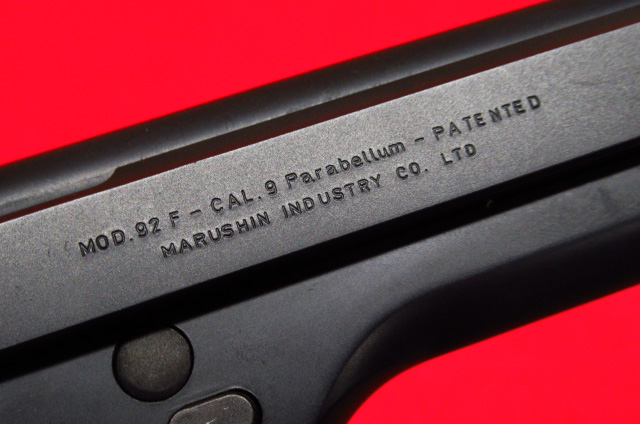 MOD.92 F – CAL.9 Parabellum – PATENTED
MARUSHIN INDUSTRY CO. LTD